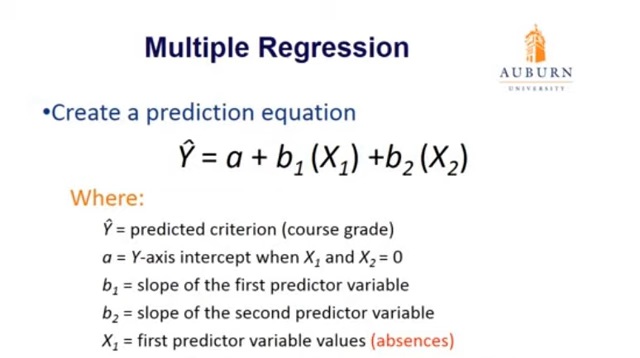 Multiple Regression
AUBURN
UNIVERSITY
•Create a prediction equation
Ŷ = a + b₁ (X₁) +b₂ (X₂)
Where:
Ŷ = predicted criterion (course grade)
a = Y-axis intercept when X₁ and X₂ = 0
b₁ = slope of the first predictor variable
b₂ = slope of the second predictor variable
X₁ = first predictor variable values (absences)